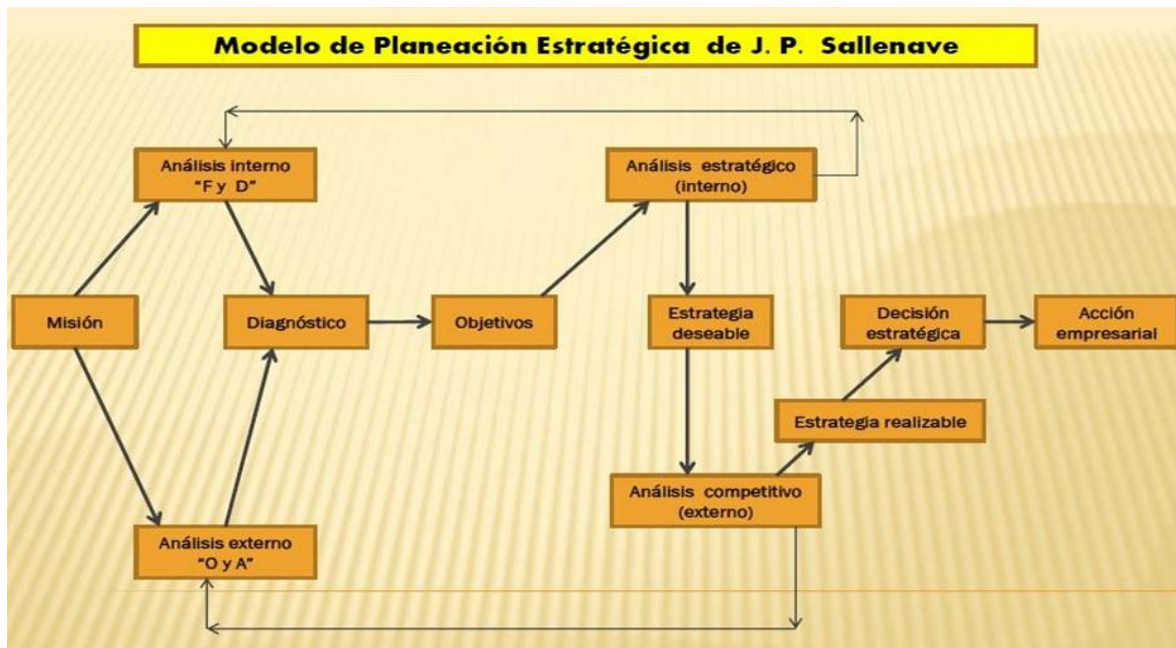 Modelo de Planeación Estratégica de J. P. Sallenave
Análisis interno
"F y D"
Análisis estratégico
(interno)
Misión
Diagnóstico
Objetivos
Estrategia
deseable
Decisión
estratégica
Acción
empresarial
Estrategia realizable
Análisis competitivo
(externo)
Análisis externo
"O y A"